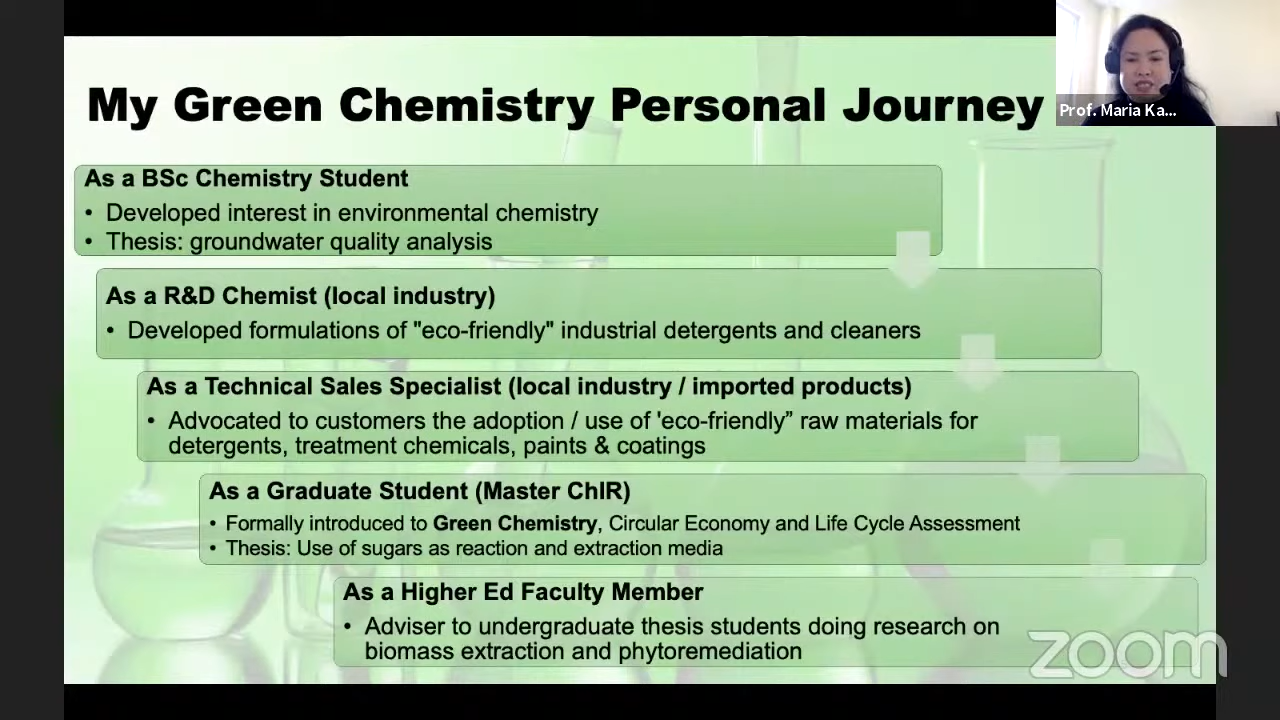 My Green Chemistry Personal Journey
Prof. Maria Ka...
As a BSc Chemistry Student
• Developed interest in environmental chemistry
• Thesis: groundwater quality analysis
As a R&D Chemist (local industry)
• Developed formulations of "eco-friendly" industrial detergents and cleaners
As a Technical Sales Specialist (local industry / imported products)
• Advocated to customers the adoption / use of 'eco-friendly” raw materials for
detergents, treatment chemicals, paints & coatings
As a Graduate Student (Master ChIR)
• Formally introduced to Green Chemistry, Circular Economy and Life Cycle Assessment
• Thesis: Use of sugars as reaction and extraction media
As a Higher Ed Faculty Member
• Adviser to undergraduate thesis students doing research on
biomass extraction and phytoremediation
zoom